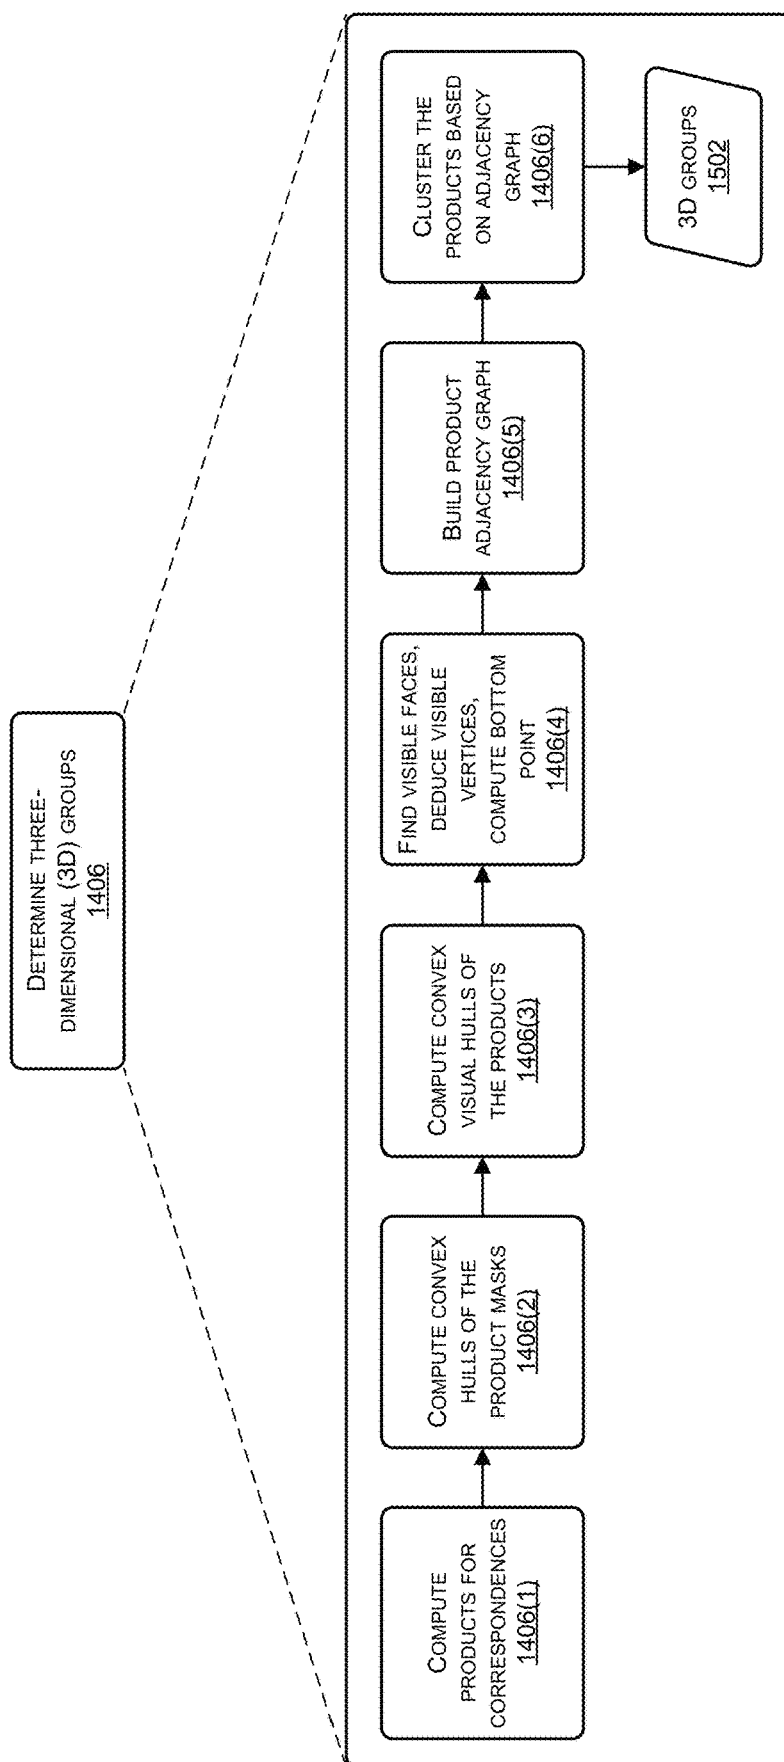 DETERMINE THREE-
DIMENSIONAL (3D) GROUPS
1406
COMPUTE
PRODUCTS FOR
CORRESPONDENCES
1406(1)
COMPUTE CONVEX
HULLS OF THE
PRODUCT MASKS
1406(2)
COMPUTE CONVEX
VISUAL HULLS OF
THE PRODUCTS
1406(3)
FIND VISIBLE FACES,
DEDUCE VISIBLE
VERTICES,
COMPUTE BOTTOM
POINT
1406(4)
BUILD PRODUCT
ADJACENCY GRAPH
1406(5)
CLUSTER THE
PRODUCTS BASED
ON ADJACENCY
GRAPH
1406(6)
3D GROUPS
1502